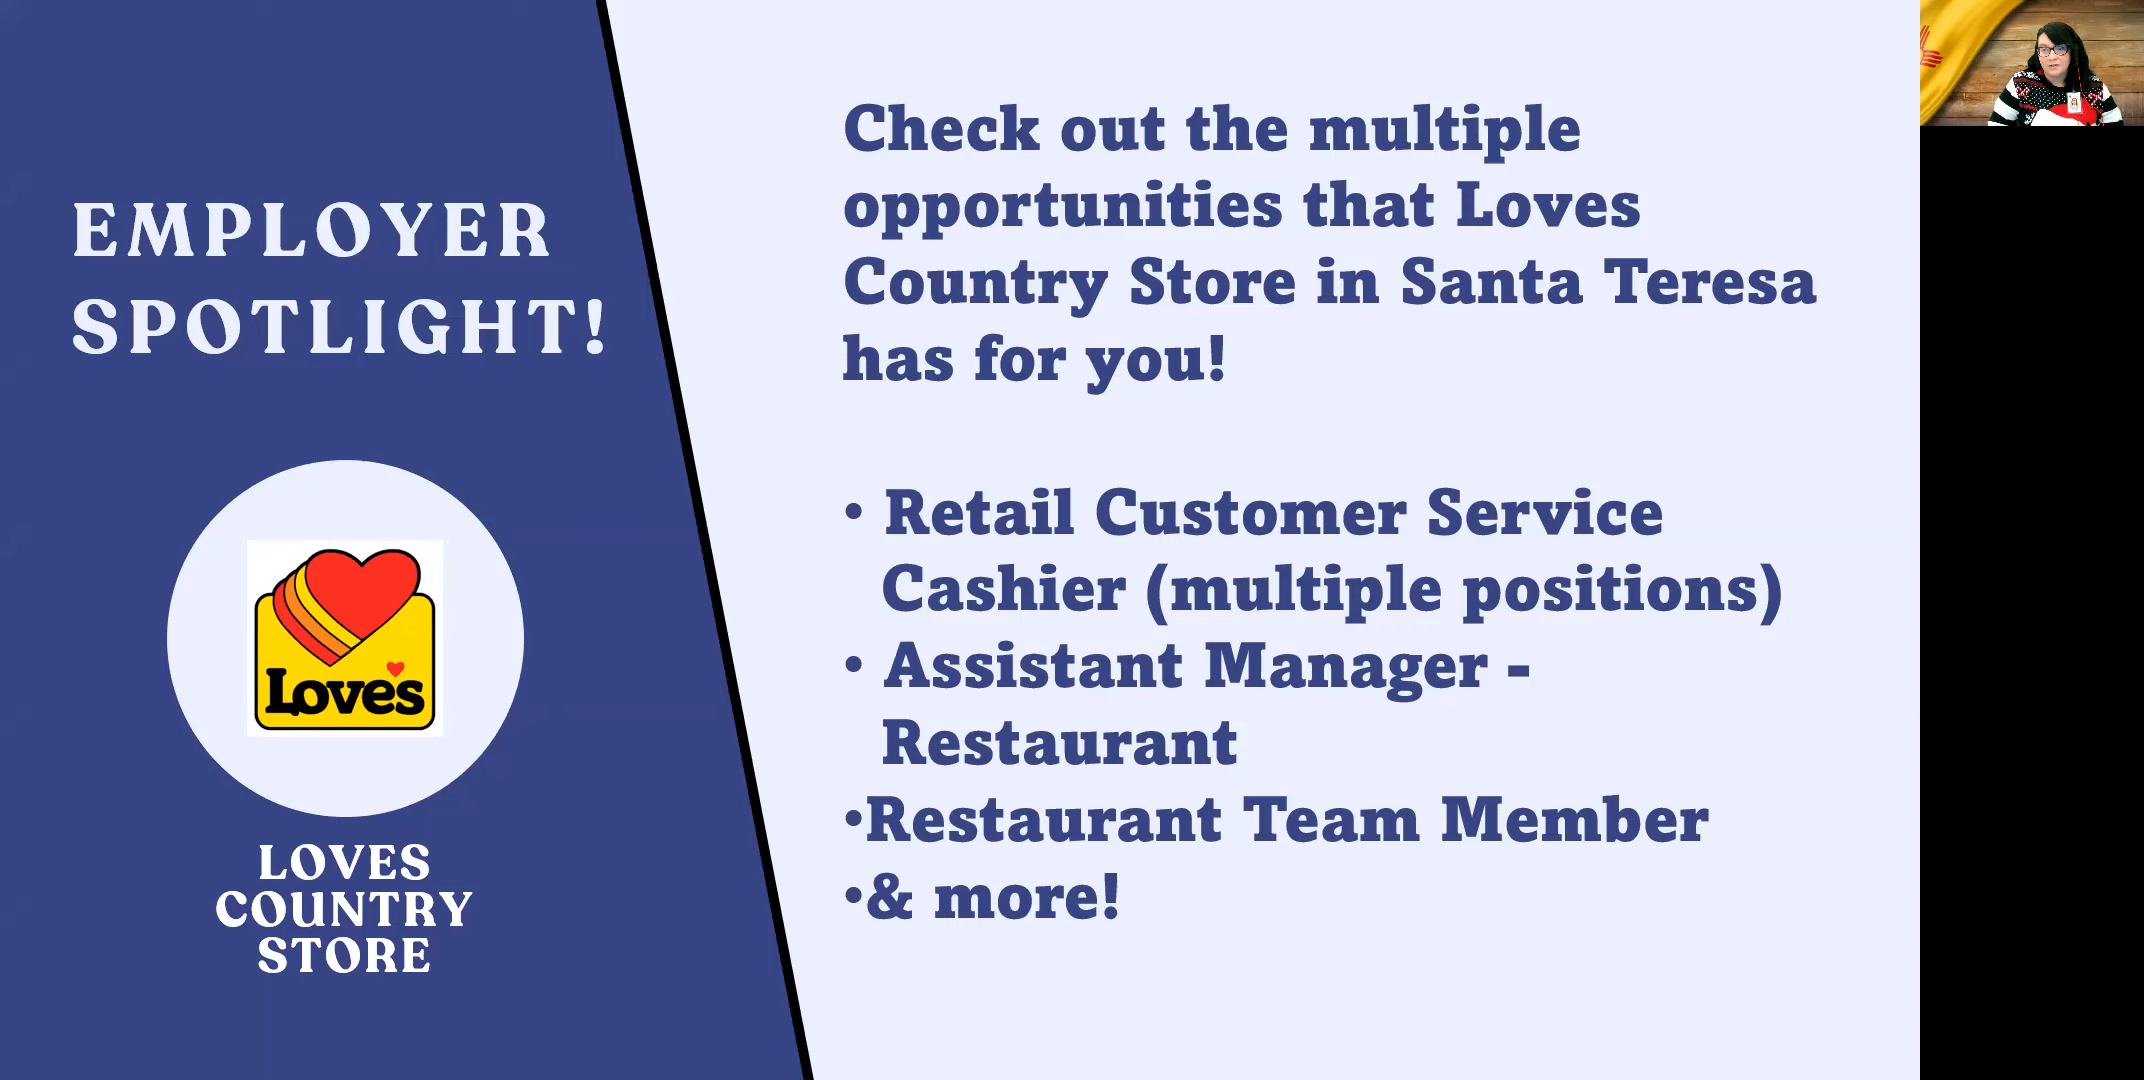 EMPLOYER
SPOTLIGHT!
Love's
LOVES
COUNTRY
STORE
Check out the multiple
opportunities that Loves
Country Store in Santa Teresa
has for you!
• Retail Customer Service
Cashier (multiple positions)
• Assistant Manager -
Restaurant
•Restaurant Team Member
•& more!